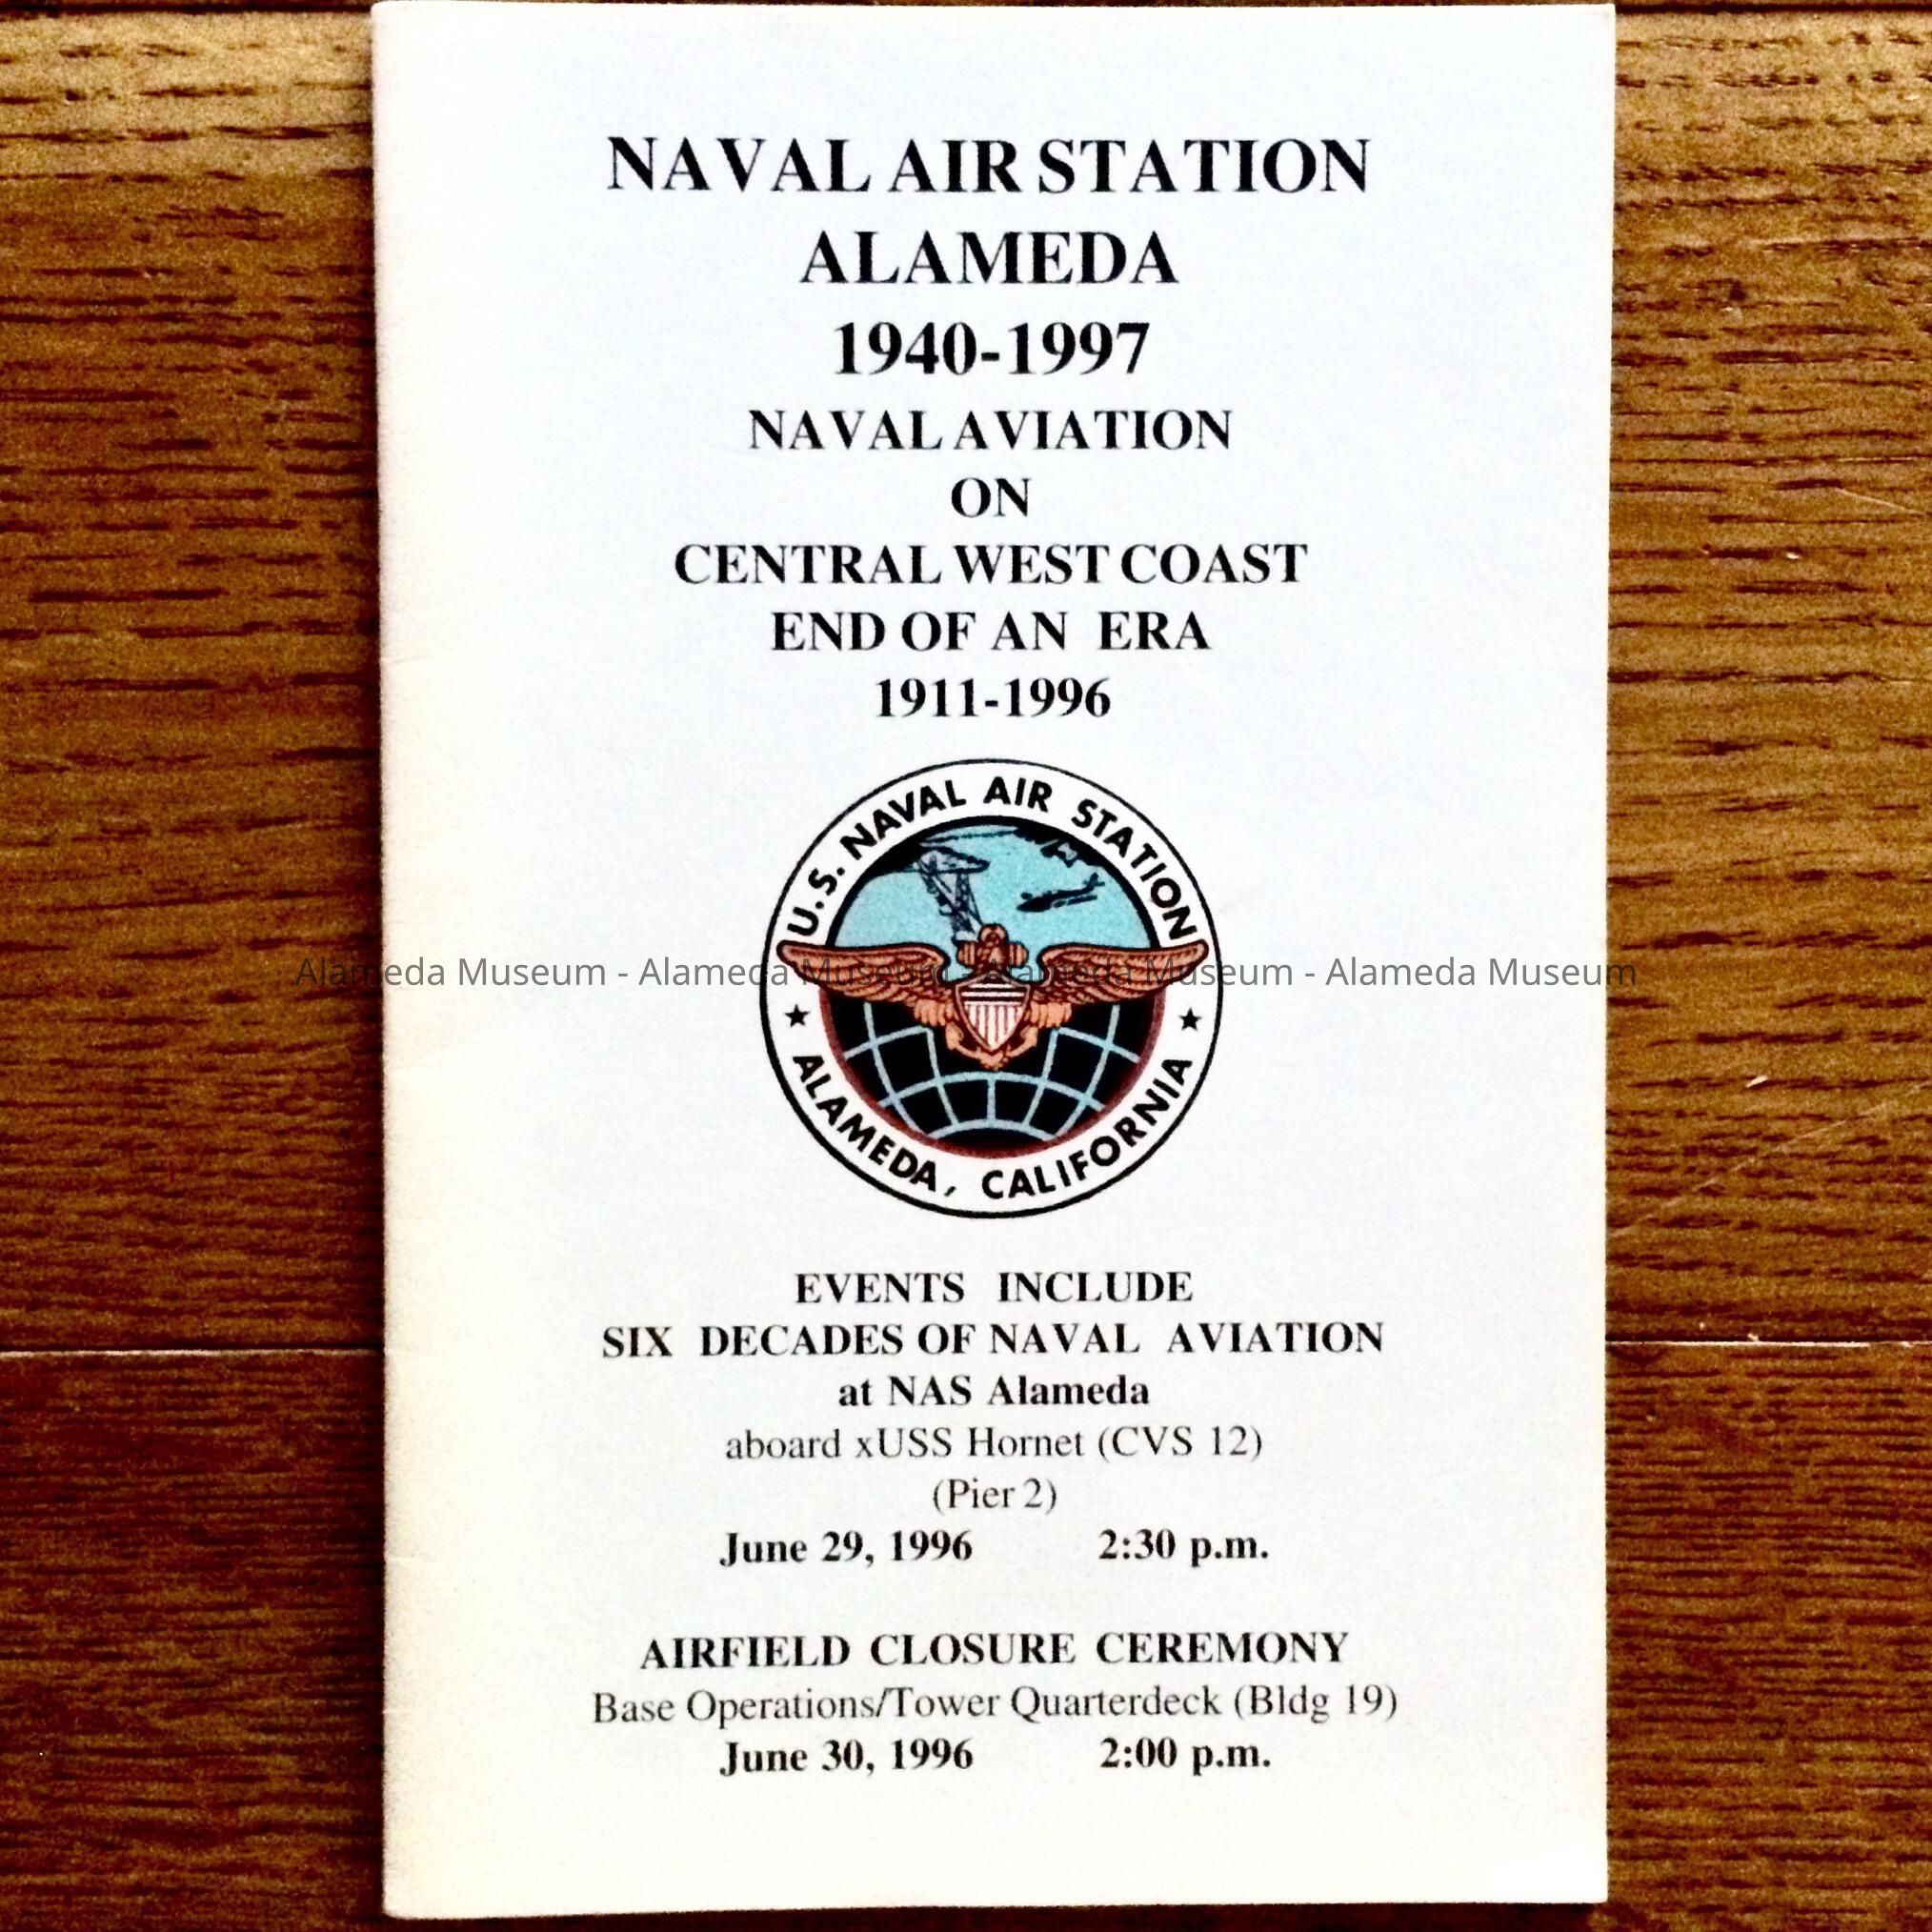 NAVAL AIR STATION
ALAMEDA
1940-1997
NAVAL AVIATION
ON
CENTRAL WEST COAST
END OF AN ERA
1911-1996
U.S. NAVAL AIR STATION
Alameda Museum - Alameda Museum - Alameda Museum - Alameda Museum
ALAMEDA, CALIFORNIA
EVENTS INCLUDE
SIX DECADES OF NAVAL AVIATION
at NAS Alameda
aboard xUSS Hornet (CVS 12)
(Pier 2)
June 29, 1996 2:30 p.m.
AIRFIELD CLOSURE CEREMONY
Base Operations/Tower Quarterdeck (Bldg 19)
June 30, 1996 2:00 p.m.